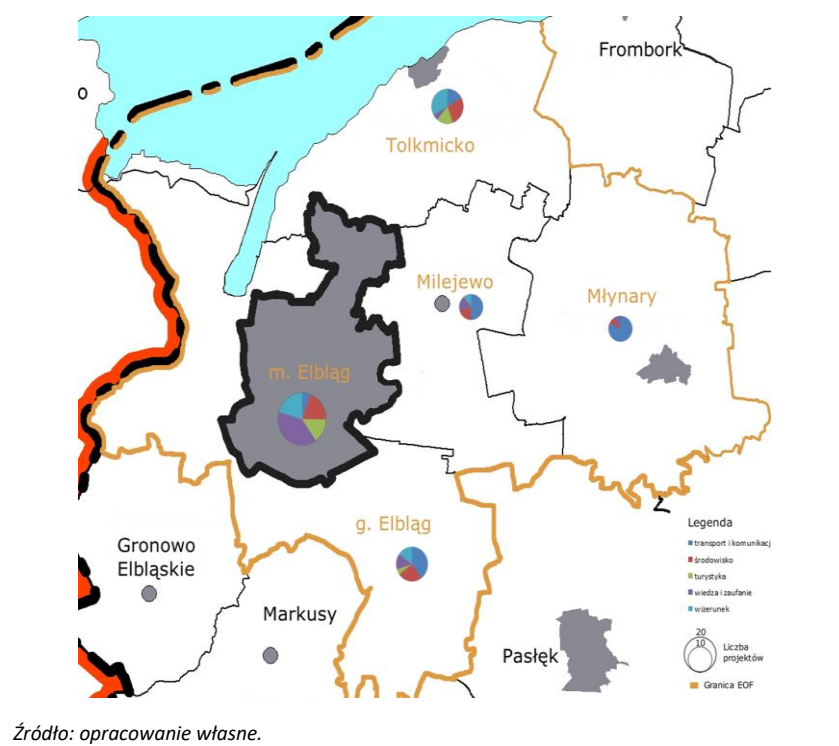 Frombork
o
Tolkmicko
Milejewo
Młynary
m. Elbląg
g. Elbląg
Gronowo
Elbląskie
Markusy
Pasłęk
Legenda
transport i komunikacj
środowisko
turystyka
wiedza i zaufanie
wizerunek
20
10
Liczba
projektów
Granica EOF
Źródło: opracowanie własne.